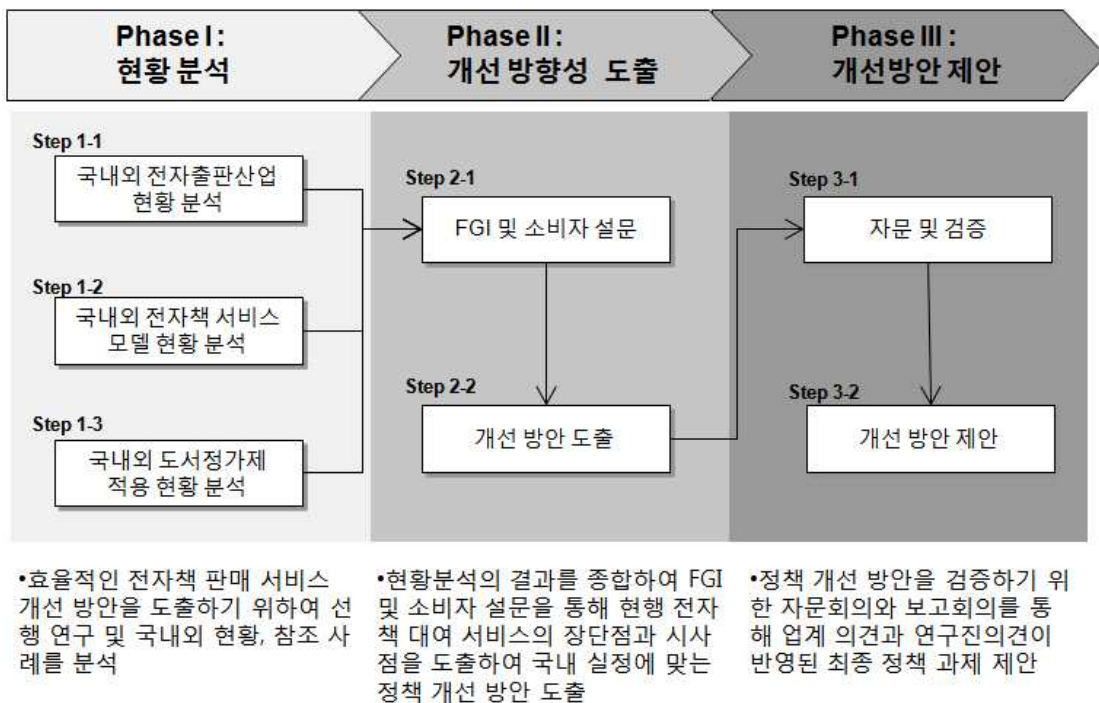 Phase I :
현황 분석
Phase II :
개선 방향성 도출
Phase III :
개선방안 제안
Step 1-1
국내외 전자출판산업
현황 분석
Step 1-2
국내외 전자책 서비스
모델 현황 분석
Step 1-3
국내외 도서정가제
적용 현황 분석
Step 2-1
FGI 및 소비자 설문
Step 2-2
개선 방안 도출
Step 3-1
자문 및 검증
Step 3-2
개선 방안 제안
•효율적인 전자책 판매 서비스
개선 방안을 도출하기 위하여 선
행 연구 및 국내외 현황, 참조 사
례를 분석
•현황분석의 결과를 종합하여 FGI
및 소비자 설문을 통해 현행 전자
책 대여 서비스의 장단점과 시사
점을 도출하여 국내 실정에 맞는
정책 개선 방안 도출
•정책 개선 방안을 검증하기 위
한 자문회의와 보고회의를 통
해 업계 의견과 연구진의견이
반영된 최종 정책 과제 제안